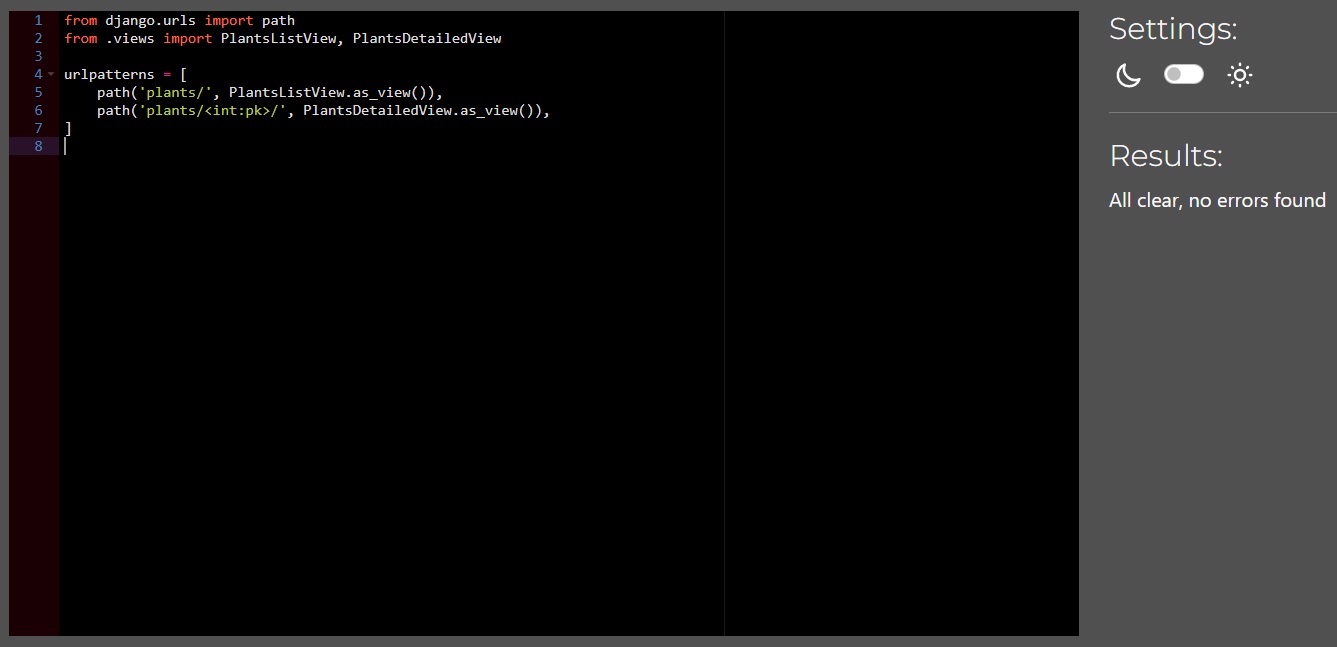 1 from django.urls import path
2 from .views import PlantsListView, PlantsDetailedView
3
4 urlpatterns = [
5     path('plants/', PlantsListView.as_view()),
6     path('plants/<int:pk>/', PlantsDetailedView.as_view()),
7 ]
8
Settings:
Results:
All clear, no errors found